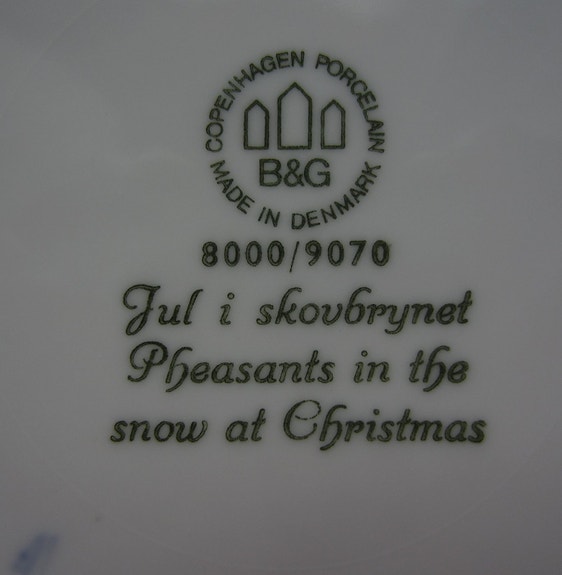 COPENHAGEN PORCELAIN
B&G
MADE IN DENMARK
8000/9070
Jul i skovbrynet
Pheasants in the
snow at Christmas